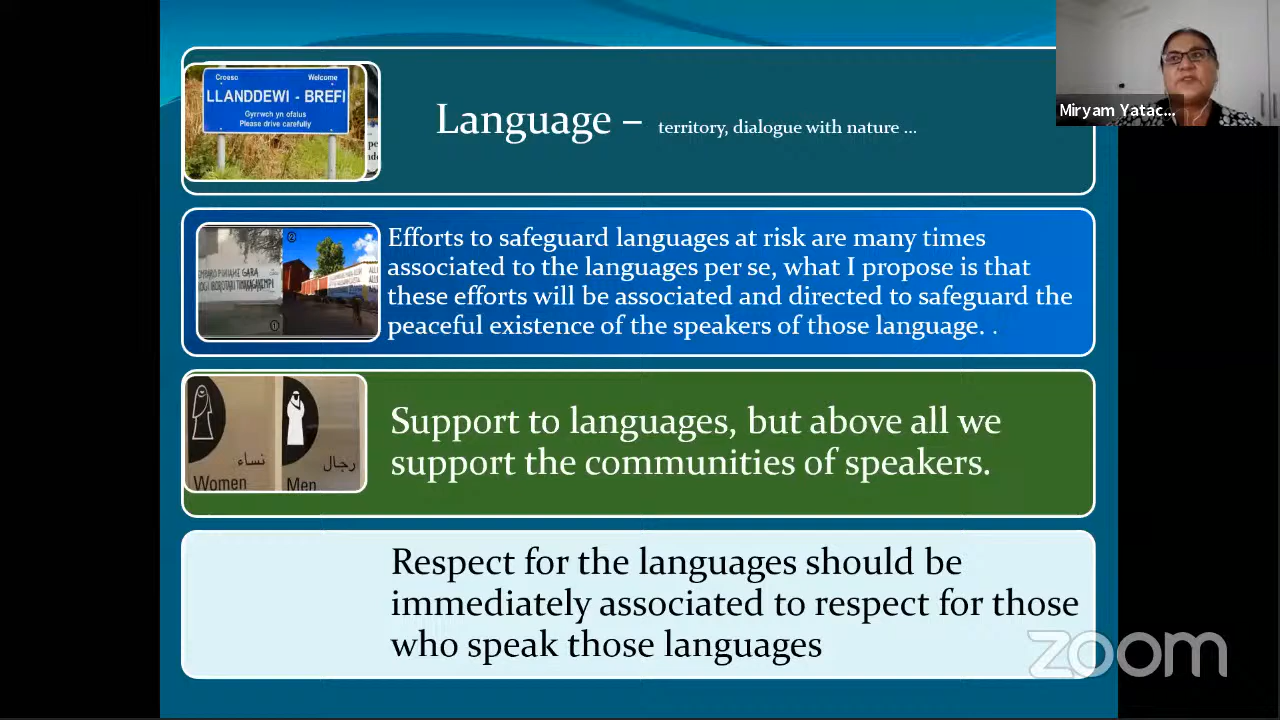 Croeso Welcome
LLANDDEWI - BREFI
Gyrrwch yn ofalus
Please drive carefully
Language – territory, dialogue with nature ...
Miryam Yatac...
②
①
Efforts to safeguard languages at risk are many times
associated to the languages per se, what I propose is that
these efforts will be associated and directed to safeguard the
peaceful existence of the speakers of those language. .
نساء
Women
رجال
Men
Support to languages, but above all we
support the communities of speakers.
Respect for the languages should be
immediately associated to respect for those
who speak those languages
zoom